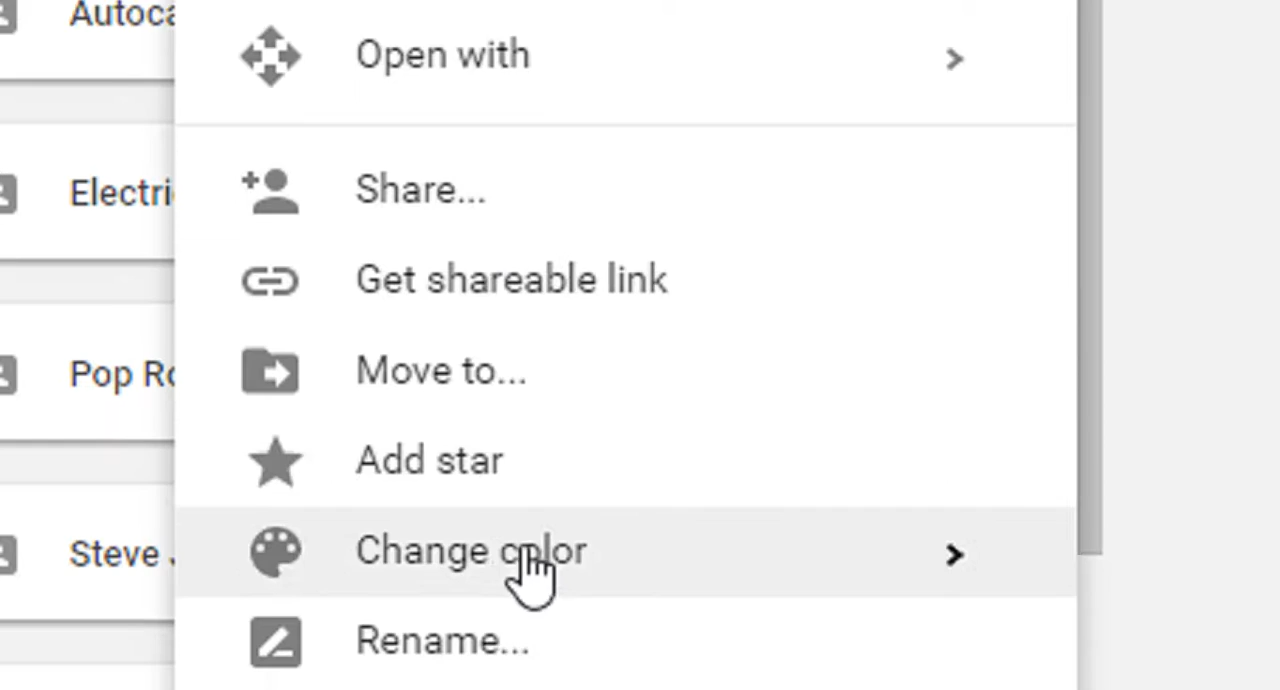 Autoca
Open with
Electri
Share...
Get shareable link
Pop Ro
Move to...
Add star
Steve
Change color
Rename...